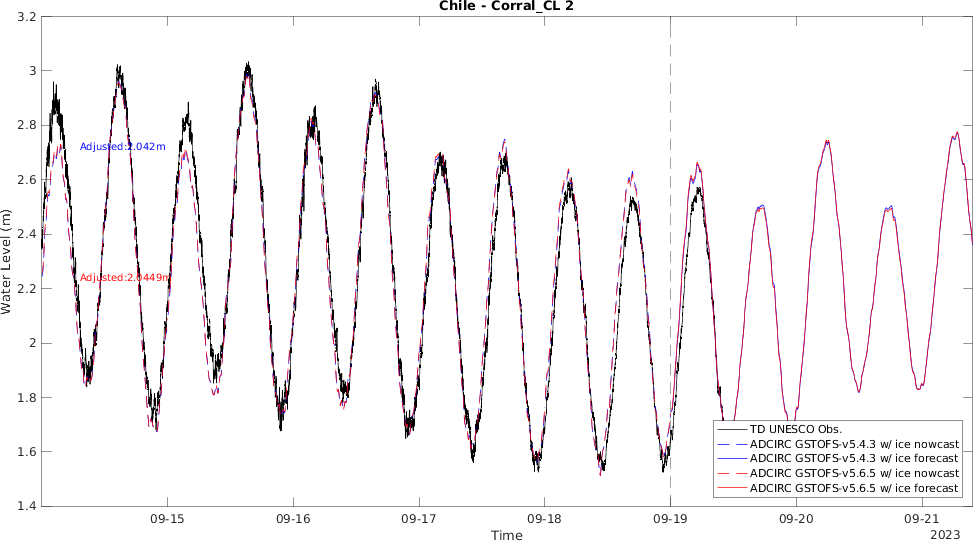 Chile - Corral_CL 2
3.2
3
2.8
2.6
2.4
2.2
2
1.8
1.6
1.4
Water Level (m)
Adjusted:2.042m
Adjusted:2.0449m
TD UNESCO Obs.
ADCIRC GSTOFS-v5.4.3 w/ ice nowcast
ADCIRC GSTOFS-v5.4.3 w/ ice forecast
ADCIRC GSTOFS-v5.6.5 w/ ice nowcast
ADCIRC GSTOFS-v5.6.5 w/ ice forecast
09-15 09-16 09-17 09-18 09-19 09-20 09-21
Time
2023